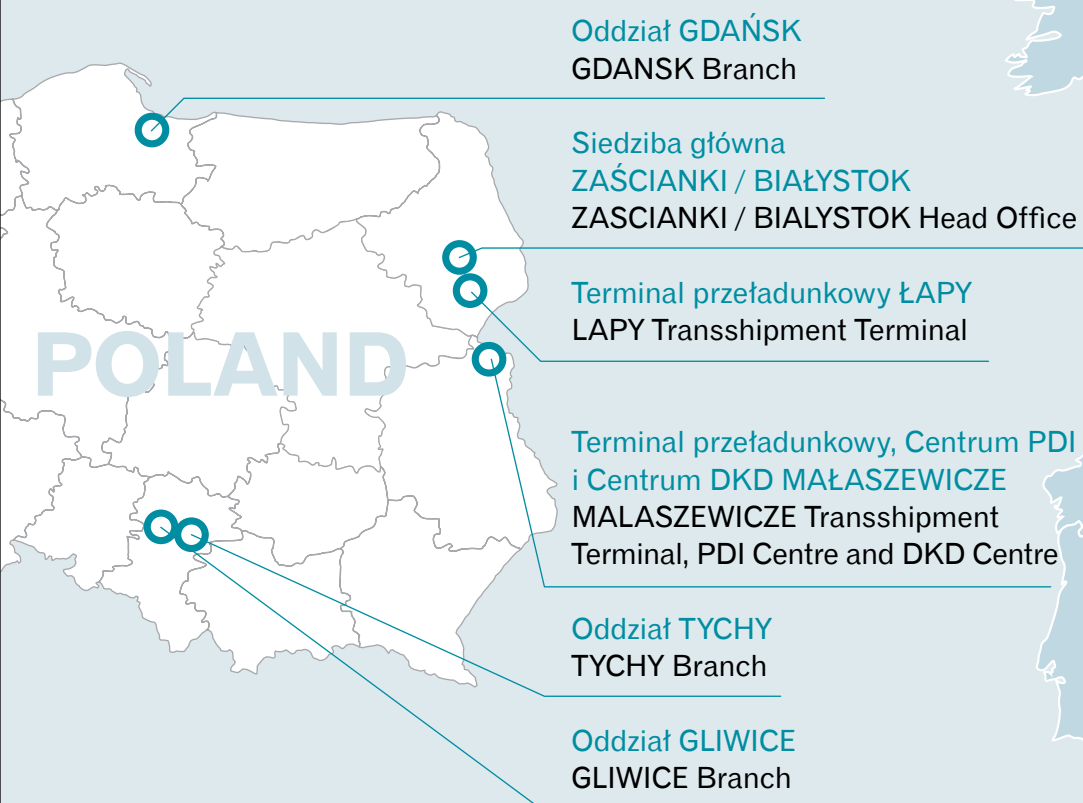 Oddział GDAŃSK
GDANSK Branch
Siedziba główna
ZAŚCIANKI / BIAŁYSTOK
ZASCIANKI / BIALYSTOK Head Office
Terminal przeładunkowy ŁAPY
LAPY Transshipment Terminal
POLAND
Terminal przeładunkowy, Centrum PDI
i Centrum DKD MAŁASZEWICZE
MALASZEWICZE Transshipment
Terminal, PDI Centre and DKD Centre
Oddział TYCHY
TYCHY Branch
Oddział GLIWICE
GLIWICE Branch